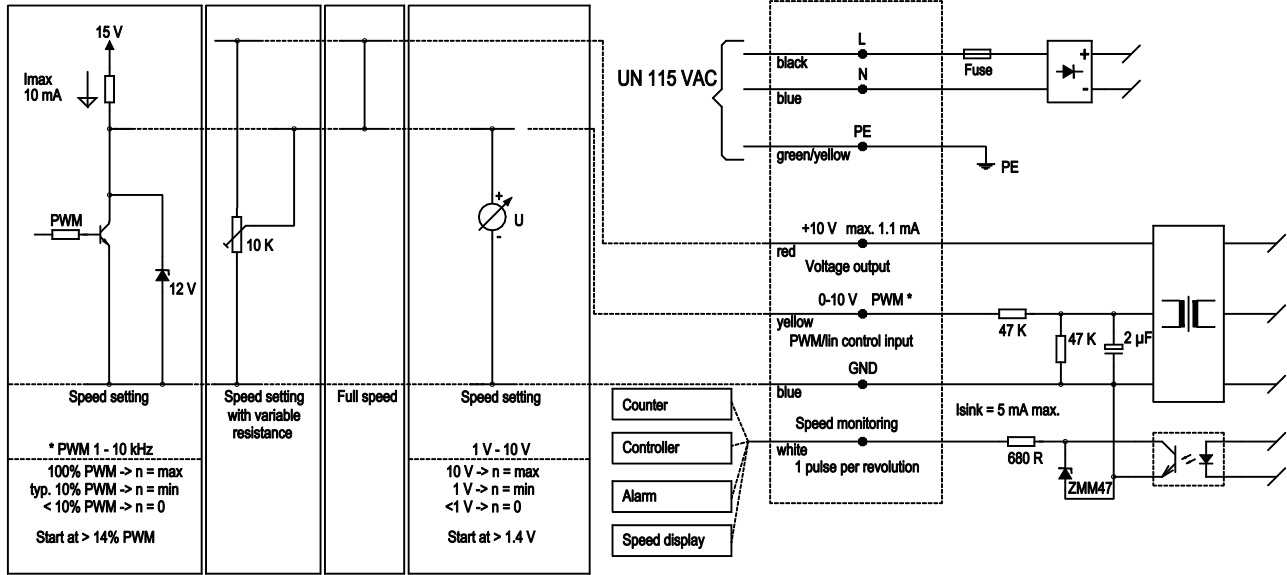 15 V
Imax
10 mA
PWM
12 V
Speed setting
* PWM 1 - 10 kHz
100% PWM -> n = max
typ. 10% PWM -> n = min
< 10% PWM -> n = 0
Start at > 14% PWM
10 K
Speed setting
with variable
resistance
Full speed
+
U
-
Speed setting
1 V - 10 V
10 V -> n = max
1 V -> n = min
<1 V -> n = 0
Start at > 1.4 V
UN 115 VAC
L
black
N
blue
PE
green/yellow
Fuse
+
-
PE
+10 V max. 1.1 mA
red
Voltage output
0-10 V PWM *
yellow
PWM/lin control input
47 K
47 K
2 µF
GND
blue
Isink = 5 mA max.
Counter
Controller
Alarm
Speed display
Speed monitoring
white
1 pulse per revolution
680 R
ZMM47